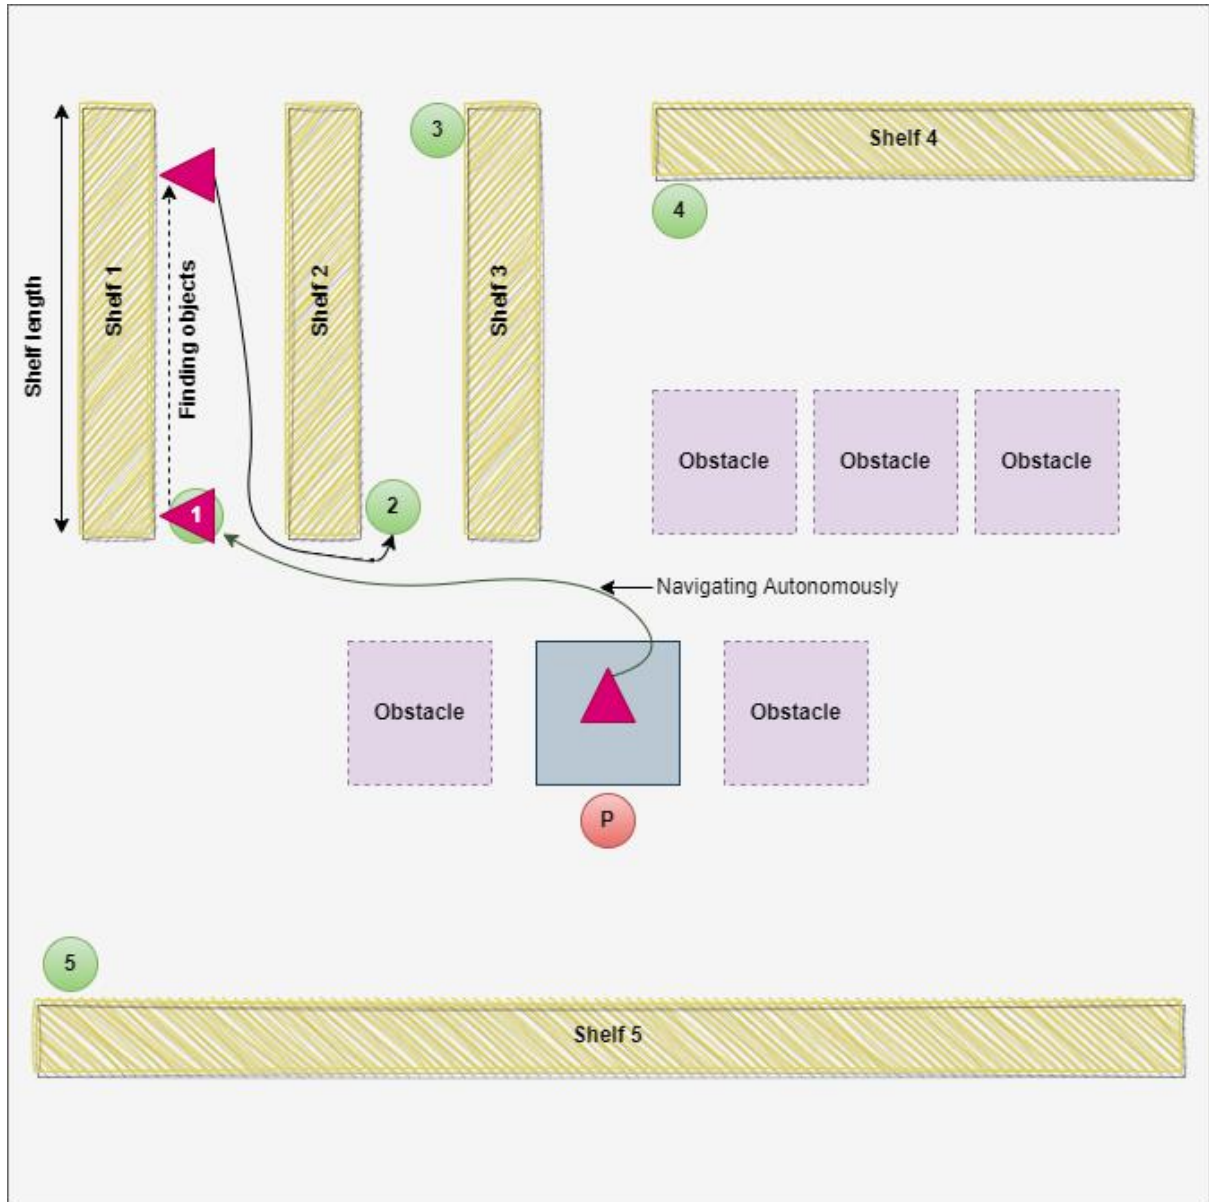 3
Shelf 4
4
Shelf length
Shelf 1
Finding objects
Shelf 2
Shelf 3
Obstacle
Obstacle
Obstacle
1
2
Navigating Autonomously
Obstacle
Obstacle
P
5
Shelf 5